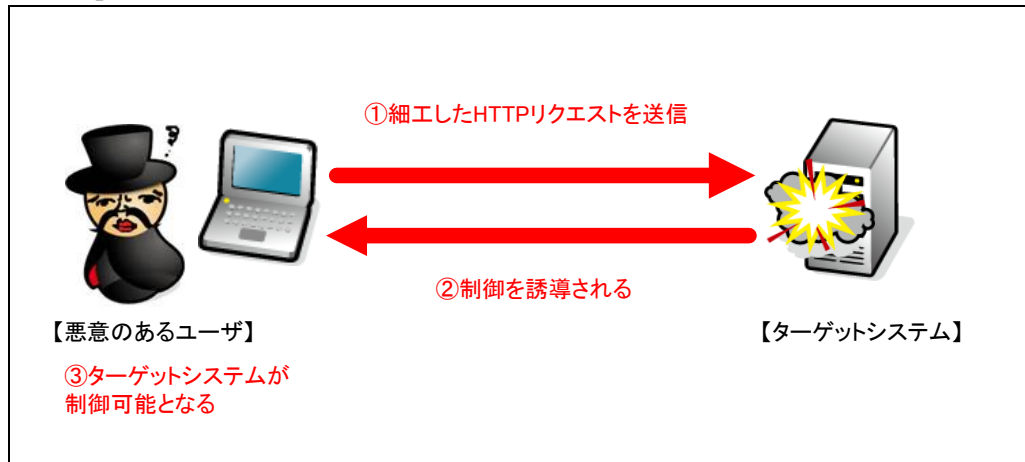 ①細工したHTTPリクエストを送信
②制御を誘導される
【悪意のあるユーザ】
【ターゲットシステム】
③ターゲットシステムが
制御可能となる